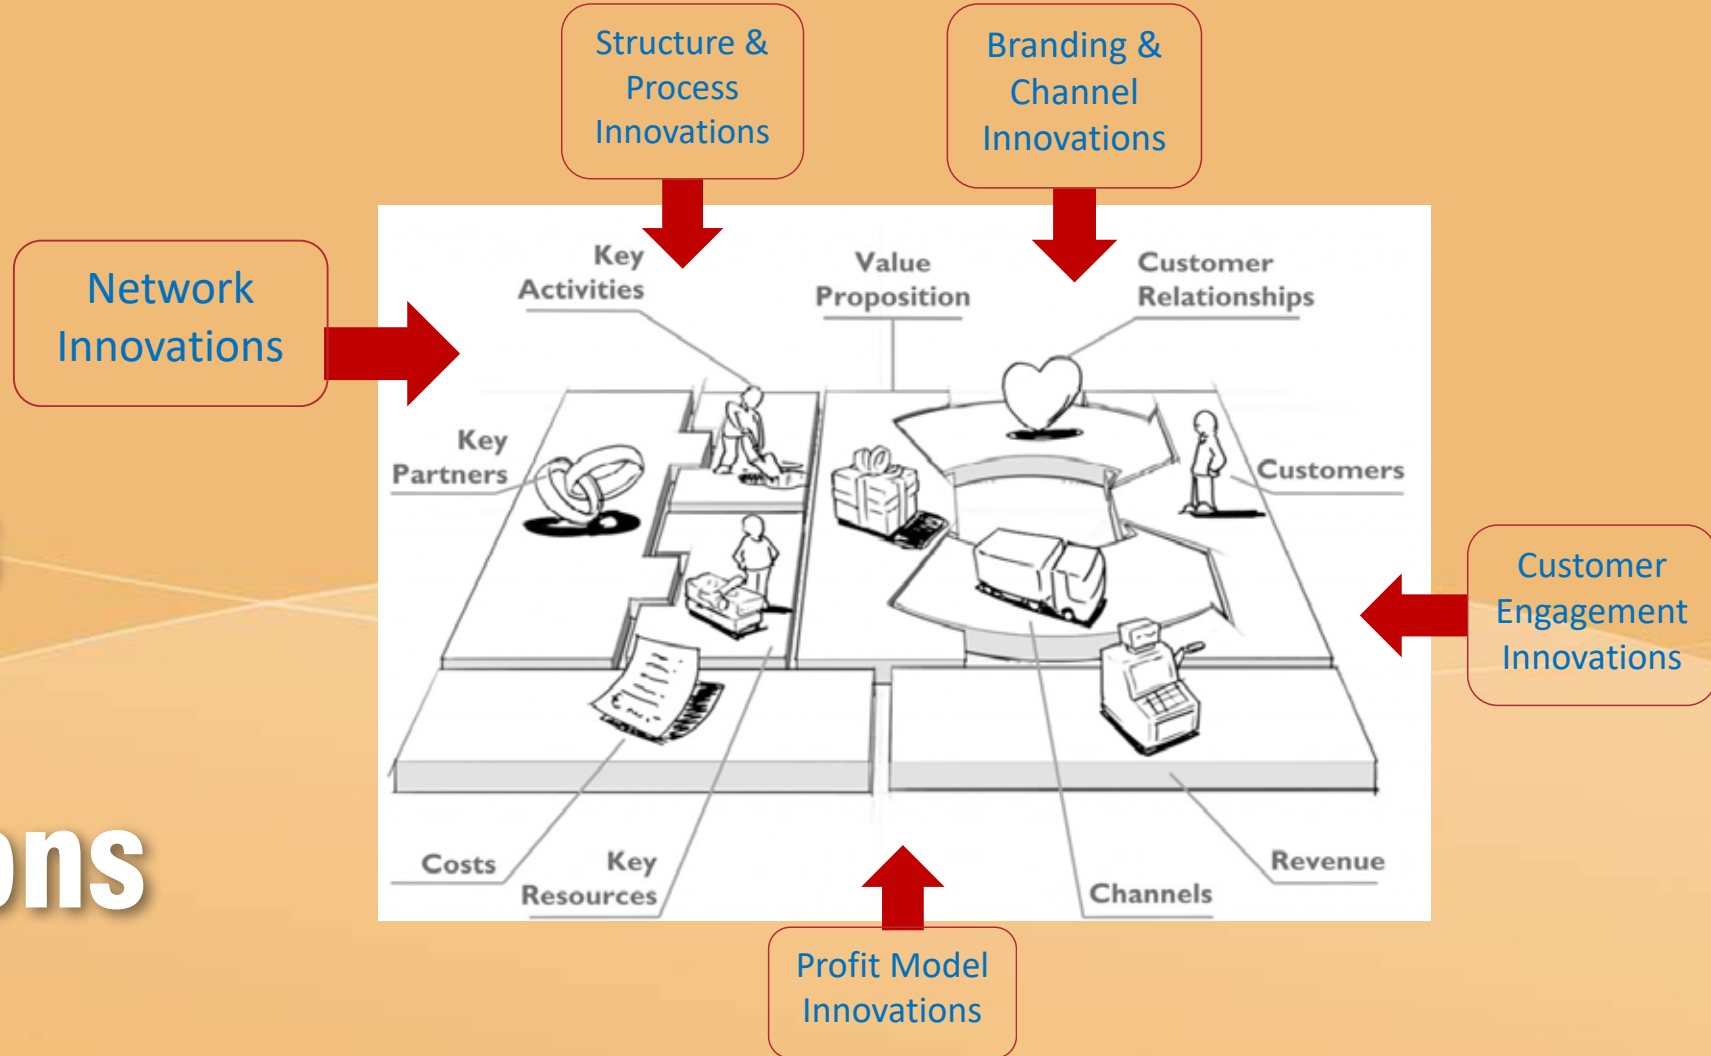 Structure &
Process
Innovations
Branding &
Channel
Innovations
Network
Innovations
Key
Activities
Value
Proposition
Customer
Relationships
Key
Partners
Customers
Customer
Engagement
Innovations
ons
Costs
Key
Resources
Channels
Revenue
Profit Model
Innovations